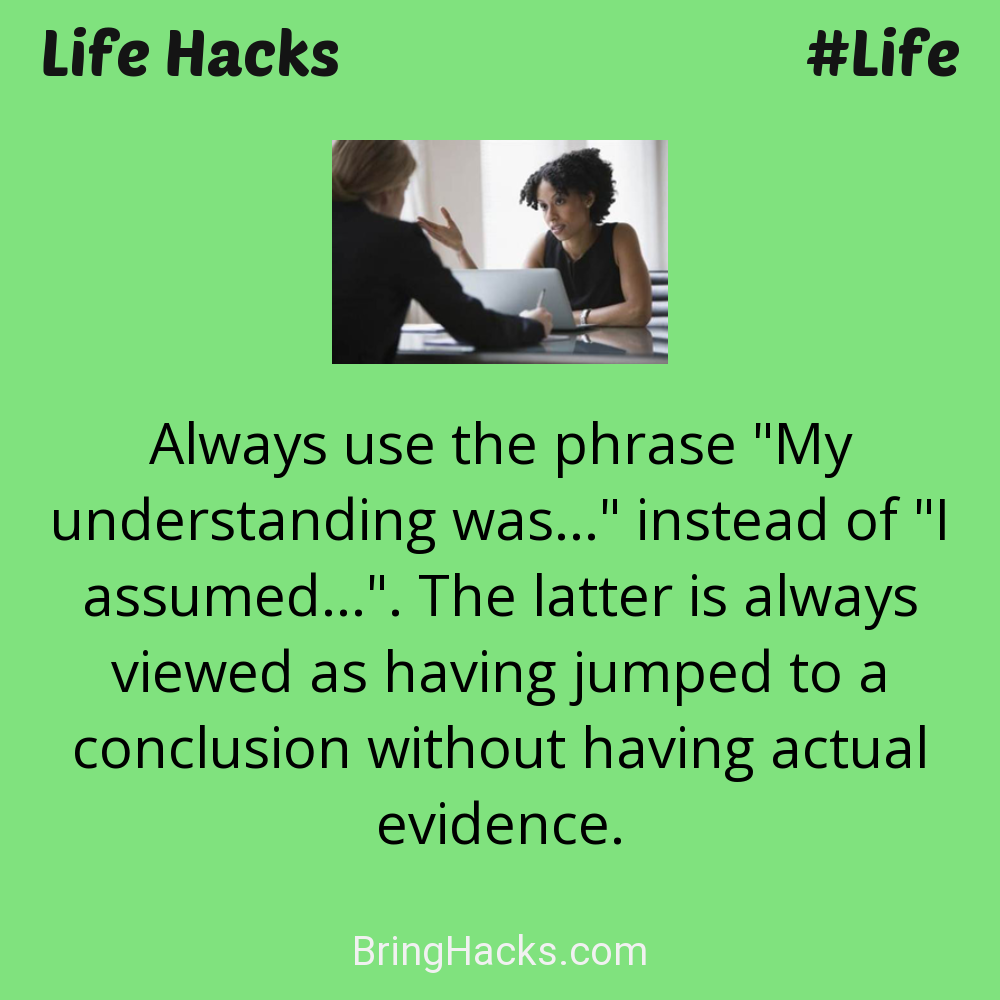 Life Hacks
#Life
Always use the phrase "My
understanding was..." instead of "I
assumed...". The latter is always
viewed as having jumped to a
conclusion without having actual
evidence.
BringHacks.com